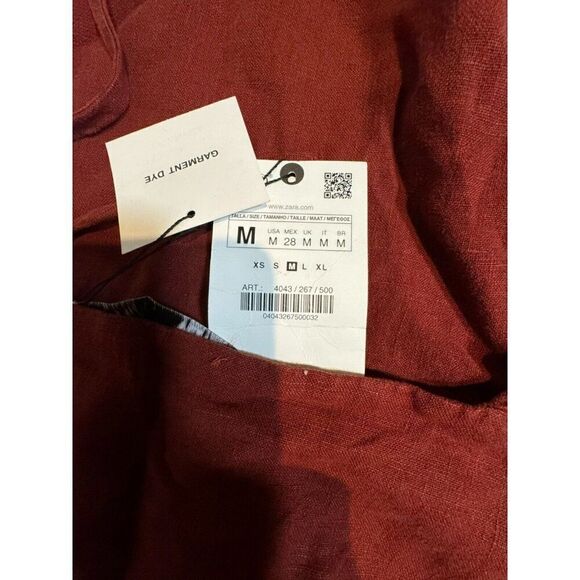 GARMENT DYE
www.zara.com
TALLA / SIZE / TAMANHO / TAILLE / MAAT / ΜΕΓΕΘΟΣ
M
USA MEX UK IT BR
M 28 M M M
XS S M L XL
ART.: 4043 / 267 / 500
04043267500032